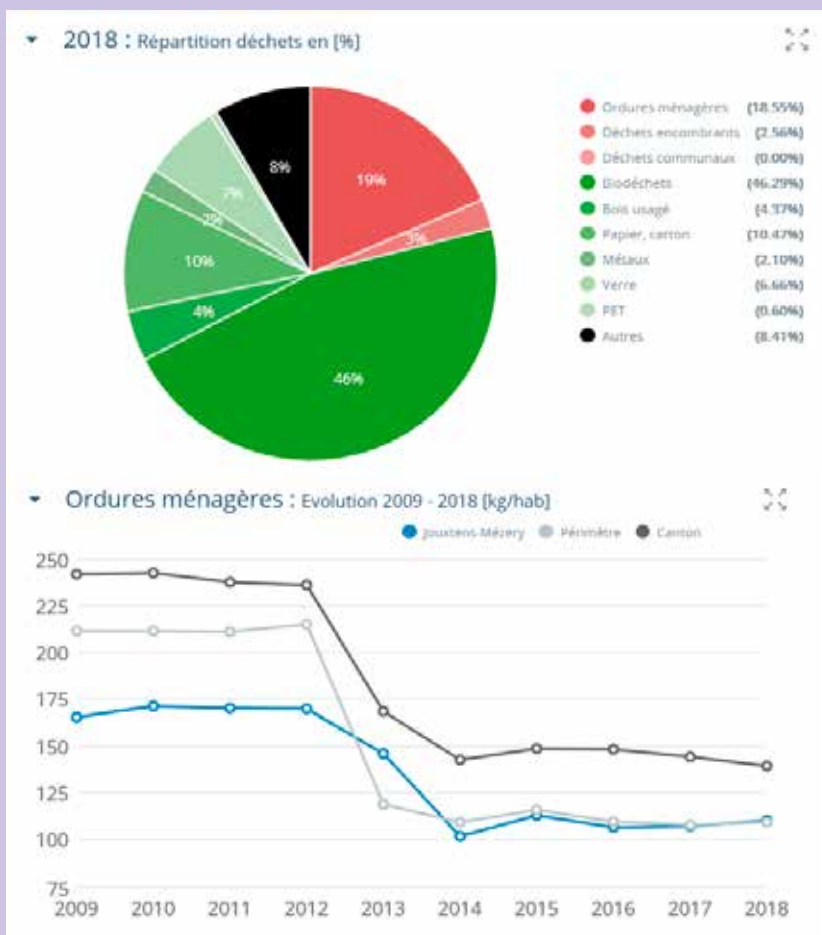 2018 : Répartition déchets en [%]
19%
3%
46%
4%
10%
2%
7%
8%
Ordures ménagères (18.55%)
Déchets encombrants (2.56%)
Déchets communaux (0.00%)
Biodéchets (46.29%)
Bois usagé (4.37%)
Papier, carton (10.47%)
Métaux (2.10%)
Verre (6.66%)
PET (0.60%)
Autres (8.41%)
Ordures ménagères : Evolution 2009 - 2018 [kg/hab]
Jouxtens-Mézery Périmètre Canton
250
225
200
175
150
125
100
75
2009 2010 2011 2012 2013 2014 2015 2016 2017 2018